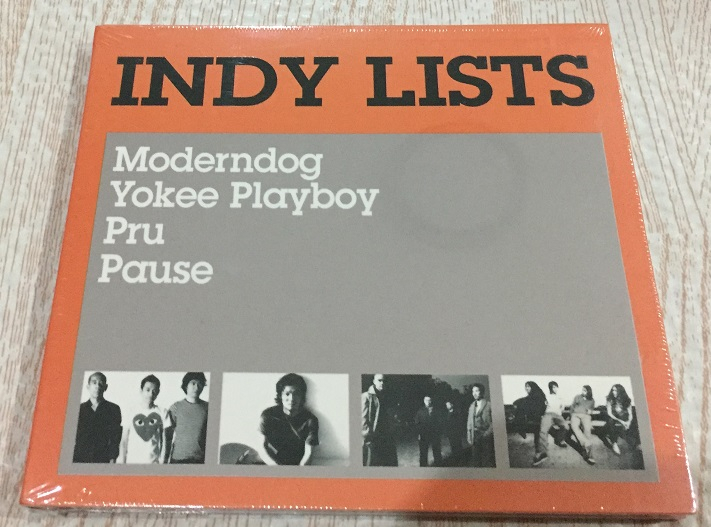 INDY LISTS
Moderndog
Yokee Playboy
Pru
Pause